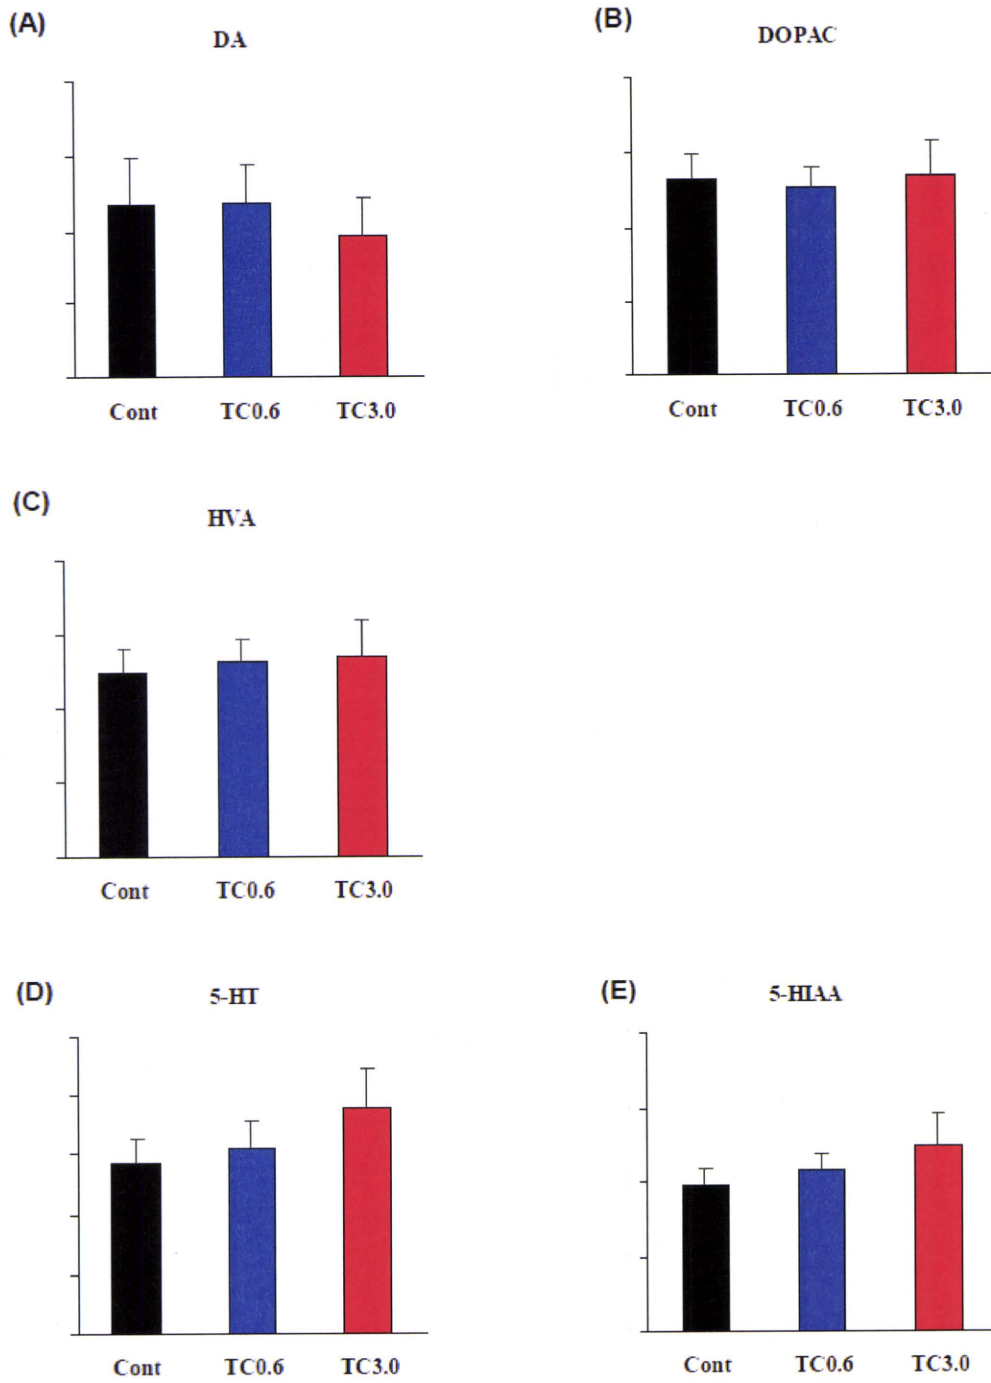 (A)
DA
Cont TC0.6 TC3.0
(B)
DOPAC
Cont TC0.6 TC3.0
(C)
HVA
Cont TC0.6 TC3.0
(D)
5-HT
Cont TC0.6 TC3.0
(E)
5-HIAA
Cont TC0.6 TC3.0